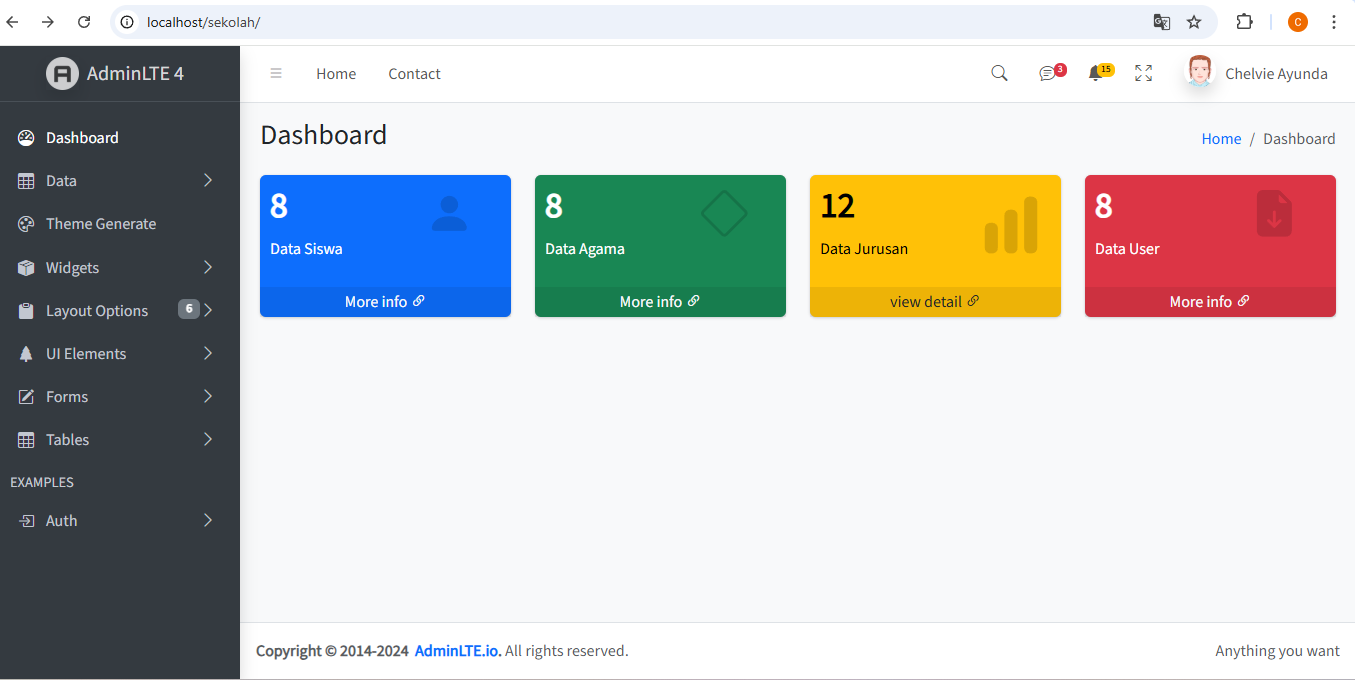 localhost/sekolah/
C
AdminLTE 4
Home Contact
3
15
Chelvie Ayunda
Dashboard
Data
Theme Generate
Widgets
Layout Options 6
UI Elements
Forms
Tables
EXAMPLES
Auth
Dashboard
Home / Dashboard
8
Data Siswa
More info
8
Data Agama
More info
12
Data Jurusan
view detail
8
Data User
More info
Copyright © 2014-2024 AdminLTE.io. All rights reserved.
Anything you want